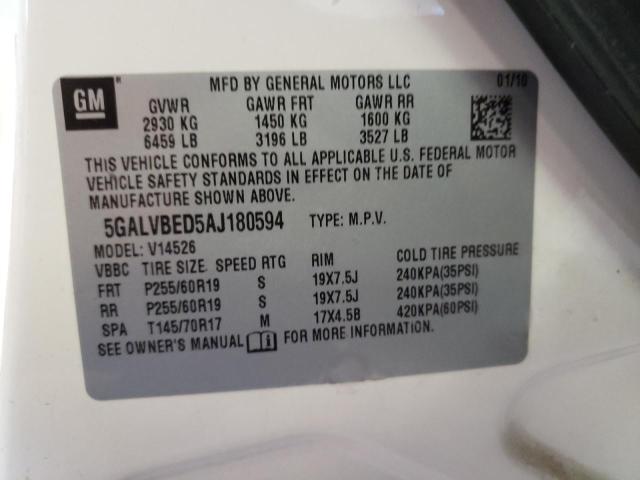 GM MFD BY GENERAL MOTORS LLC 01/10
GVWR GAWR FRT GAWR RR
2930 KG 1450 KG 1600 KG
6459 LB 3196 LB 3527 LB
THIS VEHICLE CONFORMS TO ALL APPLICABLE U.S. FEDERAL MOTOR
VEHICLE SAFETY STANDARDS IN EFFECT ON THE DATE OF
MANUFACTURE SHOWN ABOVE.
5GALVBED5AJ180594 TYPE: M.P.V.
MODEL: V14526
VBBC TIRE SIZE SPEED RTG RIM COLD TIRE PRESSURE
FRT P255/60R19 S 19X7.5J 240KPA(35PSI)
RR P255/60R19 S 19X7.5J 240KPA(35PSI)
SPA T145/70R17 M 17X4.5B 420KPA(60PSI)
SEE OWNER'S MANUAL i FOR MORE INFORMATION.